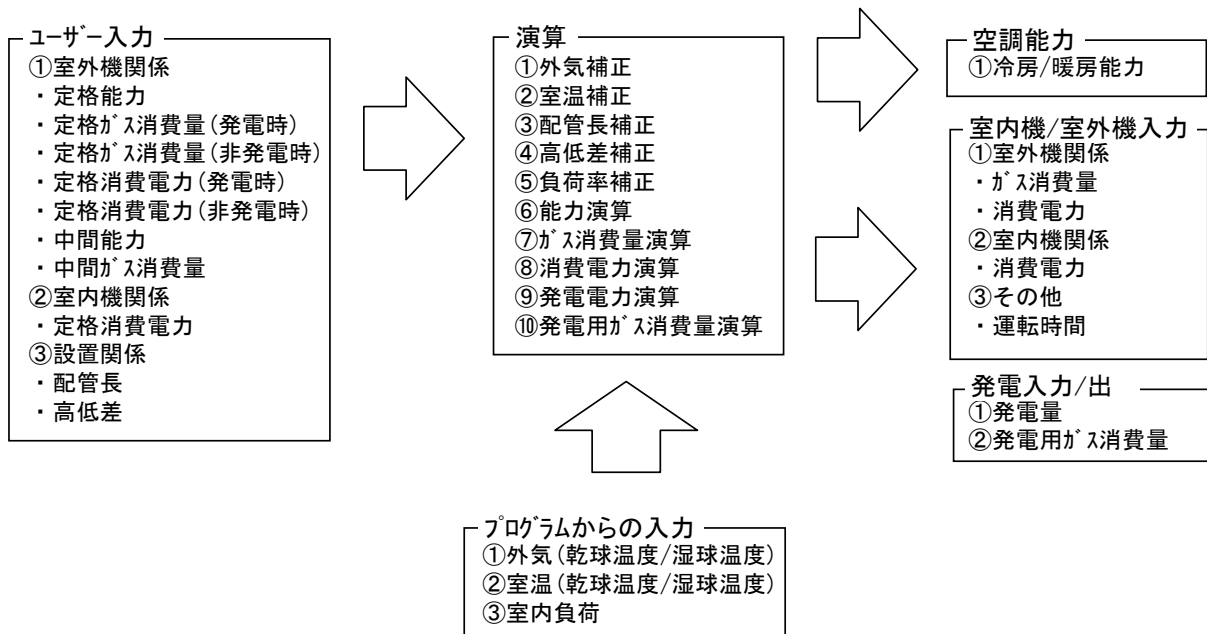 ﾕｰｻﾞｰ入力
①室外機関係
・定格能力
・定格ｶﾞｽ消費量(発電時)
・定格ｶﾞｽ消費量(非発電時)
・定格消費電力(発電時)
・定格消費電力(非発電時)
・中間能力
・中間ｶﾞｽ消費量
②室内機関係
・定格消費電力
③設置関係
・配管長
・高低差
演算
①外気補正
②室温補正
③配管長補正
④高低差補正
⑤負荷率補正
⑥能力演算
⑦ｶﾞｽ消費量演算
⑧消費電力演算
⑨発電電力演算
⑩発電用ｶﾞｽ消費量演算
空調能力
①冷房/暖房能力
室内機/室外機入力
①室外機関係
・ｶﾞｽ消費量
・消費電力
②室内機関係
・消費電力
③その他
・運転時間
発電入力/出
①発電量
②発電用ｶﾞｽ消費量
ﾌﾟﾛｸﾞﾗﾑからの入力
①外気(乾球温度/湿球温度)
②室温(乾球温度/湿球温度)
③室内負荷